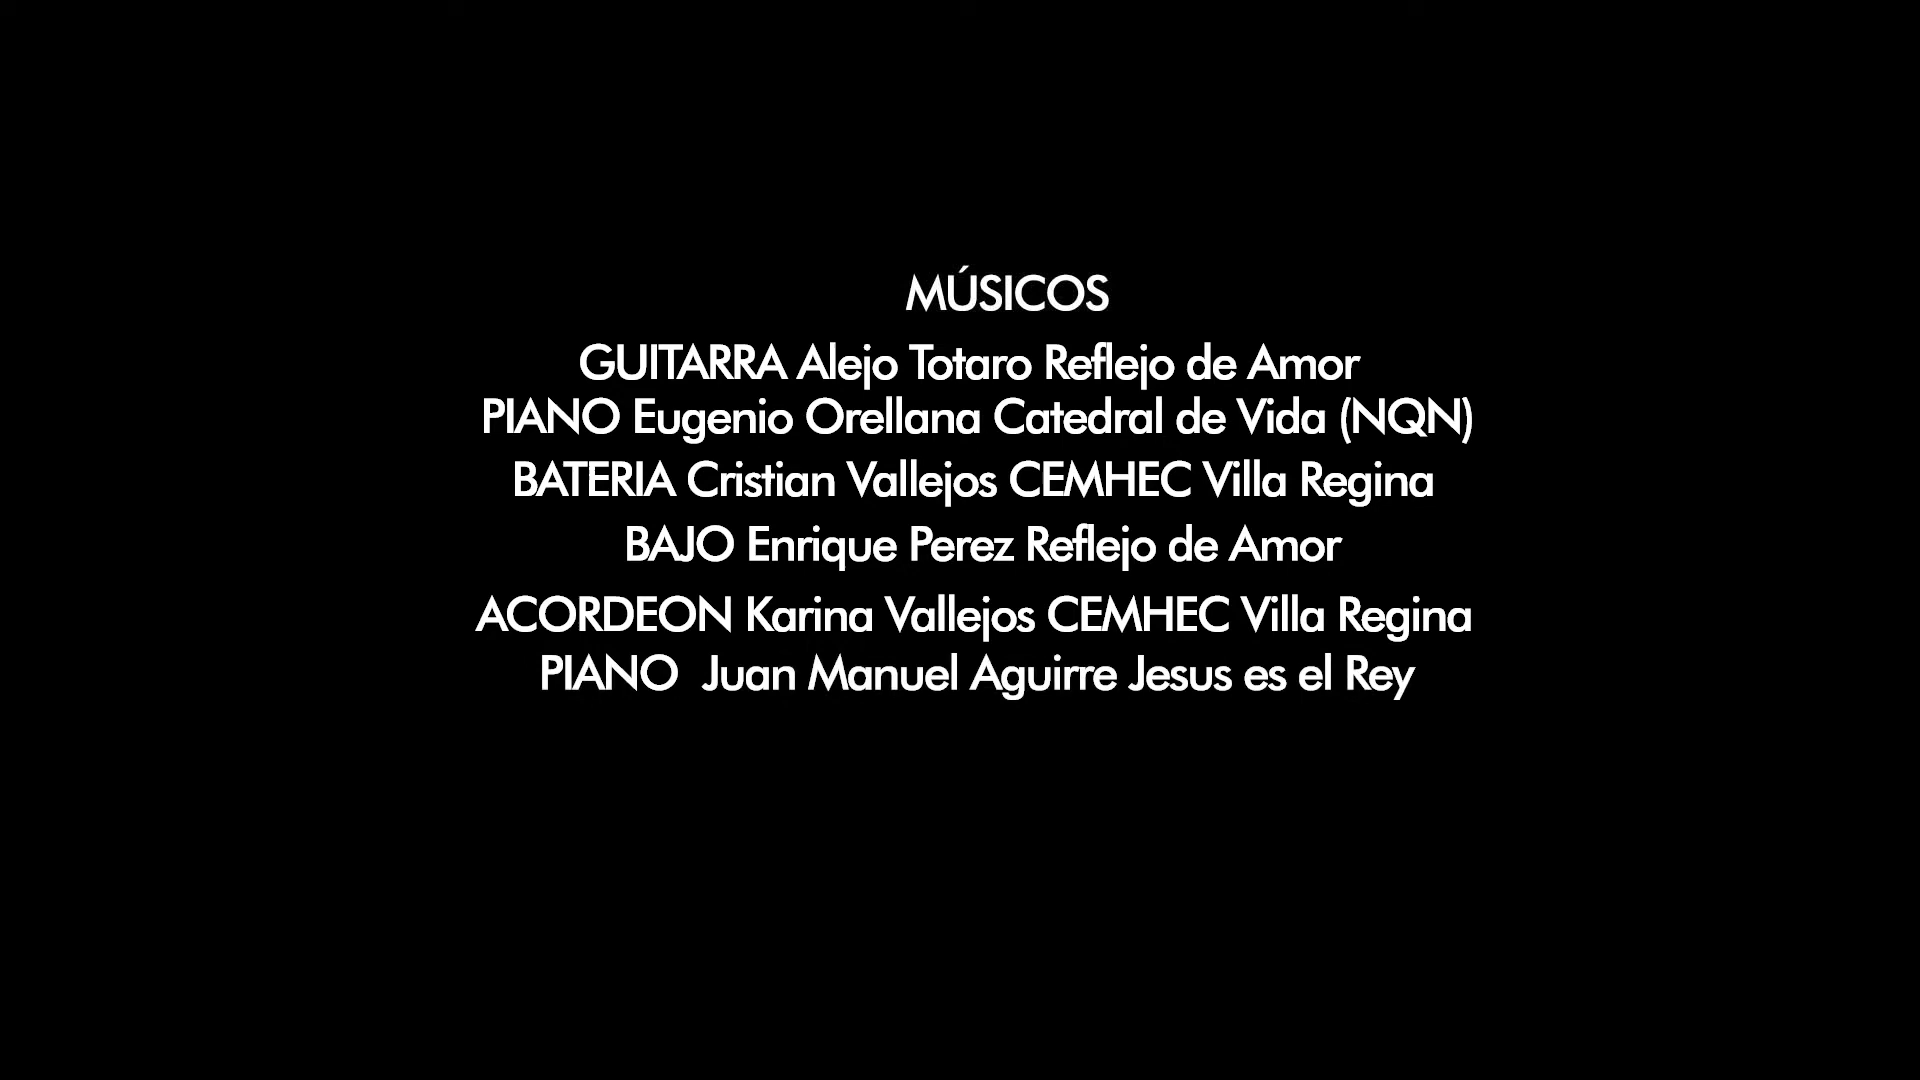 MÚSICOS
GUITARRA Alejo Totaro Reflejo de Amor
PIANO Eugenio Orellana Catedral de Vida (NQN)
BATERIA Cristian Vallejos CEMHEC Villa Regina
BAJO Enrique Perez Reflejo de Amor
ACORDEON Karina Vallejos CEMHEC Villa Regina
PIANO  Juan Manuel Aguirre Jesus es el Rey